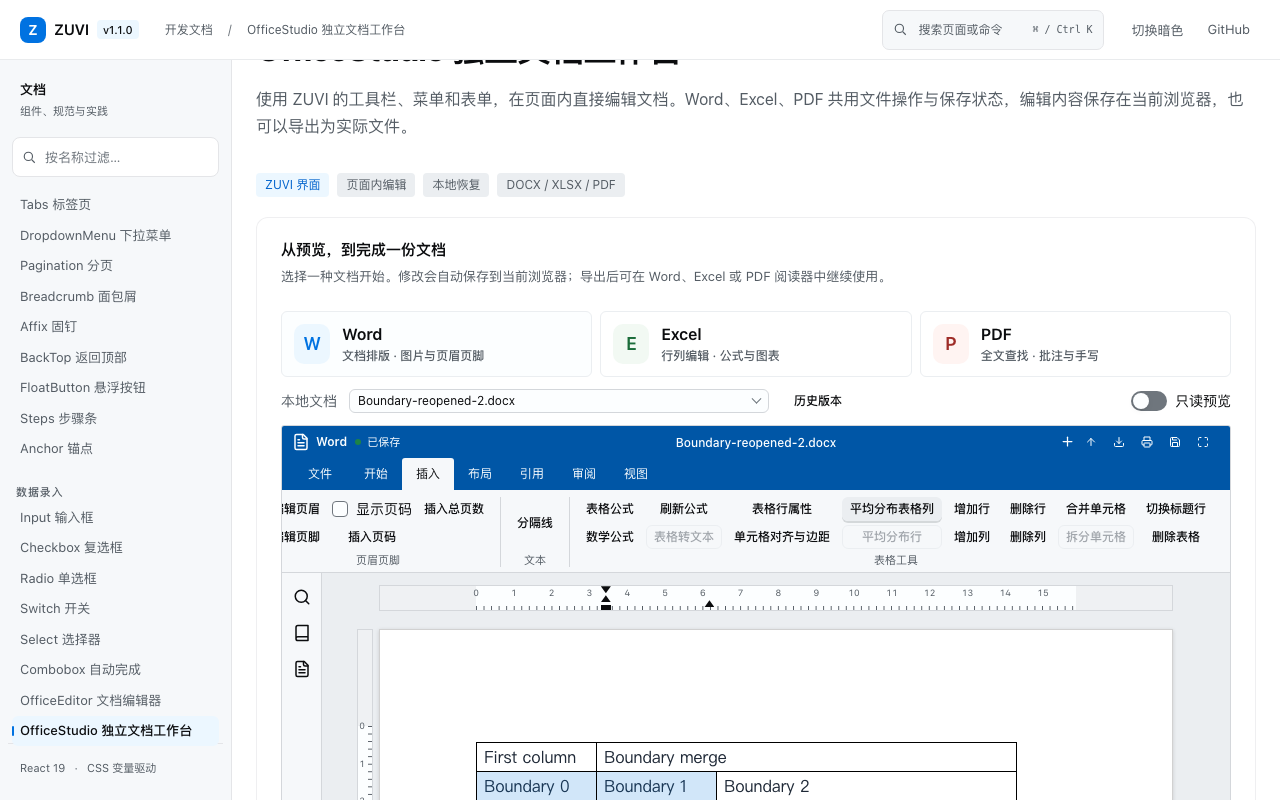 Z ZUVI v1.1.0 开发文档 / OfficeStudio 独立文档工作台 搜索页面或命令 ⌘ / Ctrl K 切换暗色 GitHub
文档
组件、规范与实践
按名称过滤...
Tabs 标签页
DropdownMenu 下拉菜单
Pagination 分页
Breadcrumb 面包屑
Affix 固钉
BackTop 返回顶部
FloatButton 悬浮按钮
Steps 步骤条
Anchor 锚点
数据录入
Input 输入框
Checkbox 复选框
Radio 单选框
Switch 开关
Select 选择器
Combobox 自动完成
OfficeEditor 文档编辑器
OfficeStudio 独立文档工作台
React 19 · CSS 变量驱动
OfficeStudio 独立文档工作台
使用 ZUVI 的工具栏、菜单和表单，在页面内直接编辑文档。Word、Excel、PDF 共用文件操作与保存状态，编辑内容保存在当前浏览器，也
可以导出为实际文件。
ZUVI 界面 页面内编辑 本地恢复 DOCX / XLSX / PDF
从预览，到完成一份文档
选择一种文档开始。修改会自动保存到当前浏览器；导出后可在 Word、Excel 或 PDF 阅读器中继续使用。
W Word
文档排版 · 图片与页眉页脚
E Excel
行列编辑 · 公式与图表
P PDF
全文查找 · 批注与手写
本地文档 Boundary-reopened-2.docx 历史版本 只读预览
Word 已保存 Boundary-reopened-2.docx
文件 开始 插入 布局 引用 审阅 视图
编辑页眉 显示页码 插入总页数
编辑页脚 插入页码
页眉页脚
分隔线
文本
表格公式 刷新公式 表格行属性 平均分布表格列 增加行 删除行 合并单元格 切换标题行
数学公式 表格转文本 单元格对齐与边距 平均分布行 增加列 删除列 拆分单元格 删除表格
表格工具
0 1 2 3 4 5 6 7 8 9 10 11 12 13 14 15
0
1
First column Boundary merge
Boundary 0 Boundary 1 Boundary 2